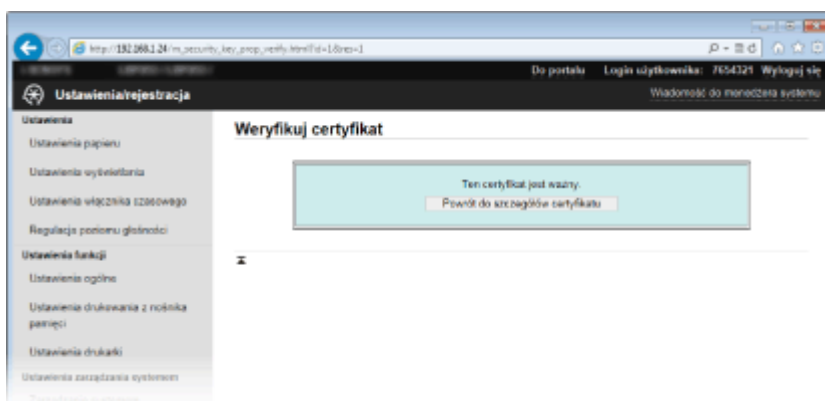 http://192.168.1.24/m_security_key_prop_verify.html?id=1&res=1
Do portalu Login użytkownika: 7654321 Wyloguj się
Ustawienia/rejestracja Wiadomość do menedżera systemu
Ustawienia
Weryfikuj certyfikat
Ustawienia papieru
Ustawienia wyświetlania
Ten certyfikat jest ważny.
Powrót do szczegółów certyfikatu
Ustawienia włącznika czasowego
Regulacja poziomu głośności
Ustawienia funkcji
Ustawienia ogólne
Ustawienia drukowania z nośnika
pamięci
Ustawienia drukarki
Ustawienia zarządzania systemem